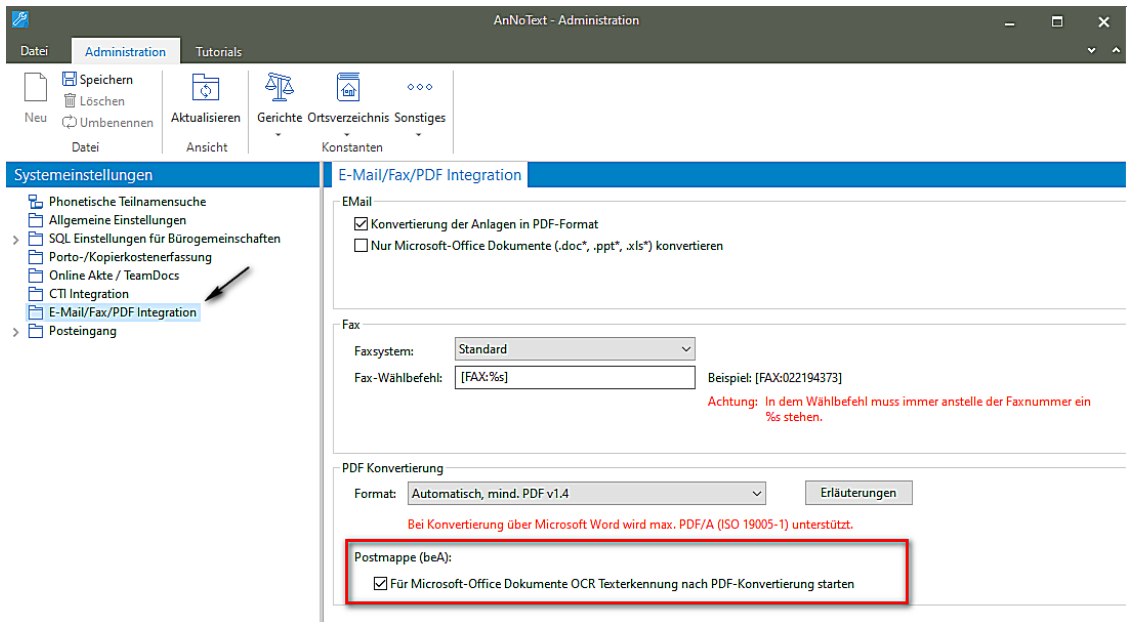 AnNoText - Administration
Datei Administration Tutorials
Neu Speichern Löschen Umbenennen
Aktualisieren
Gerichte Ortsverzeichnis Sonstiges
Datei Ansicht Konstanten
Systemeinstellungen
Phonetische Teilnamensuche
Allgemeine Einstellungen
SQL Einstellungen für Bürogemeinschaften
Porto-/Kopierkostenerfassung
Online Akte / TeamDocs
CTI Integration
E-Mail/Fax/PDF Integration
Posteingang
E-Mail/Fax/PDF Integration
EMail
Konvertierung der Anlagen in PDF-Format
Nur Microsoft-Office Dokumente (.doc*, .ppt*, .xls*) konvertieren
Fax
Faxsystem: Standard
Fax-Wählbefehl: [FAX:%s] Beispiel: [FAX:022194373]
Achtung: In dem Wählbefehl muss immer anstelle der Faxnummer ein
%s stehen.
PDF Konvertierung
Format: Automatisch, mind. PDF v1.4 Erläuterungen
Bei Konvertierung über Microsoft Word wird max. PDF/A (ISO 19005-1) unterstützt.
Postmappe (beA):
Für Microsoft-Office Dokumente OCR Texterkennung nach PDF-Konvertierung starten